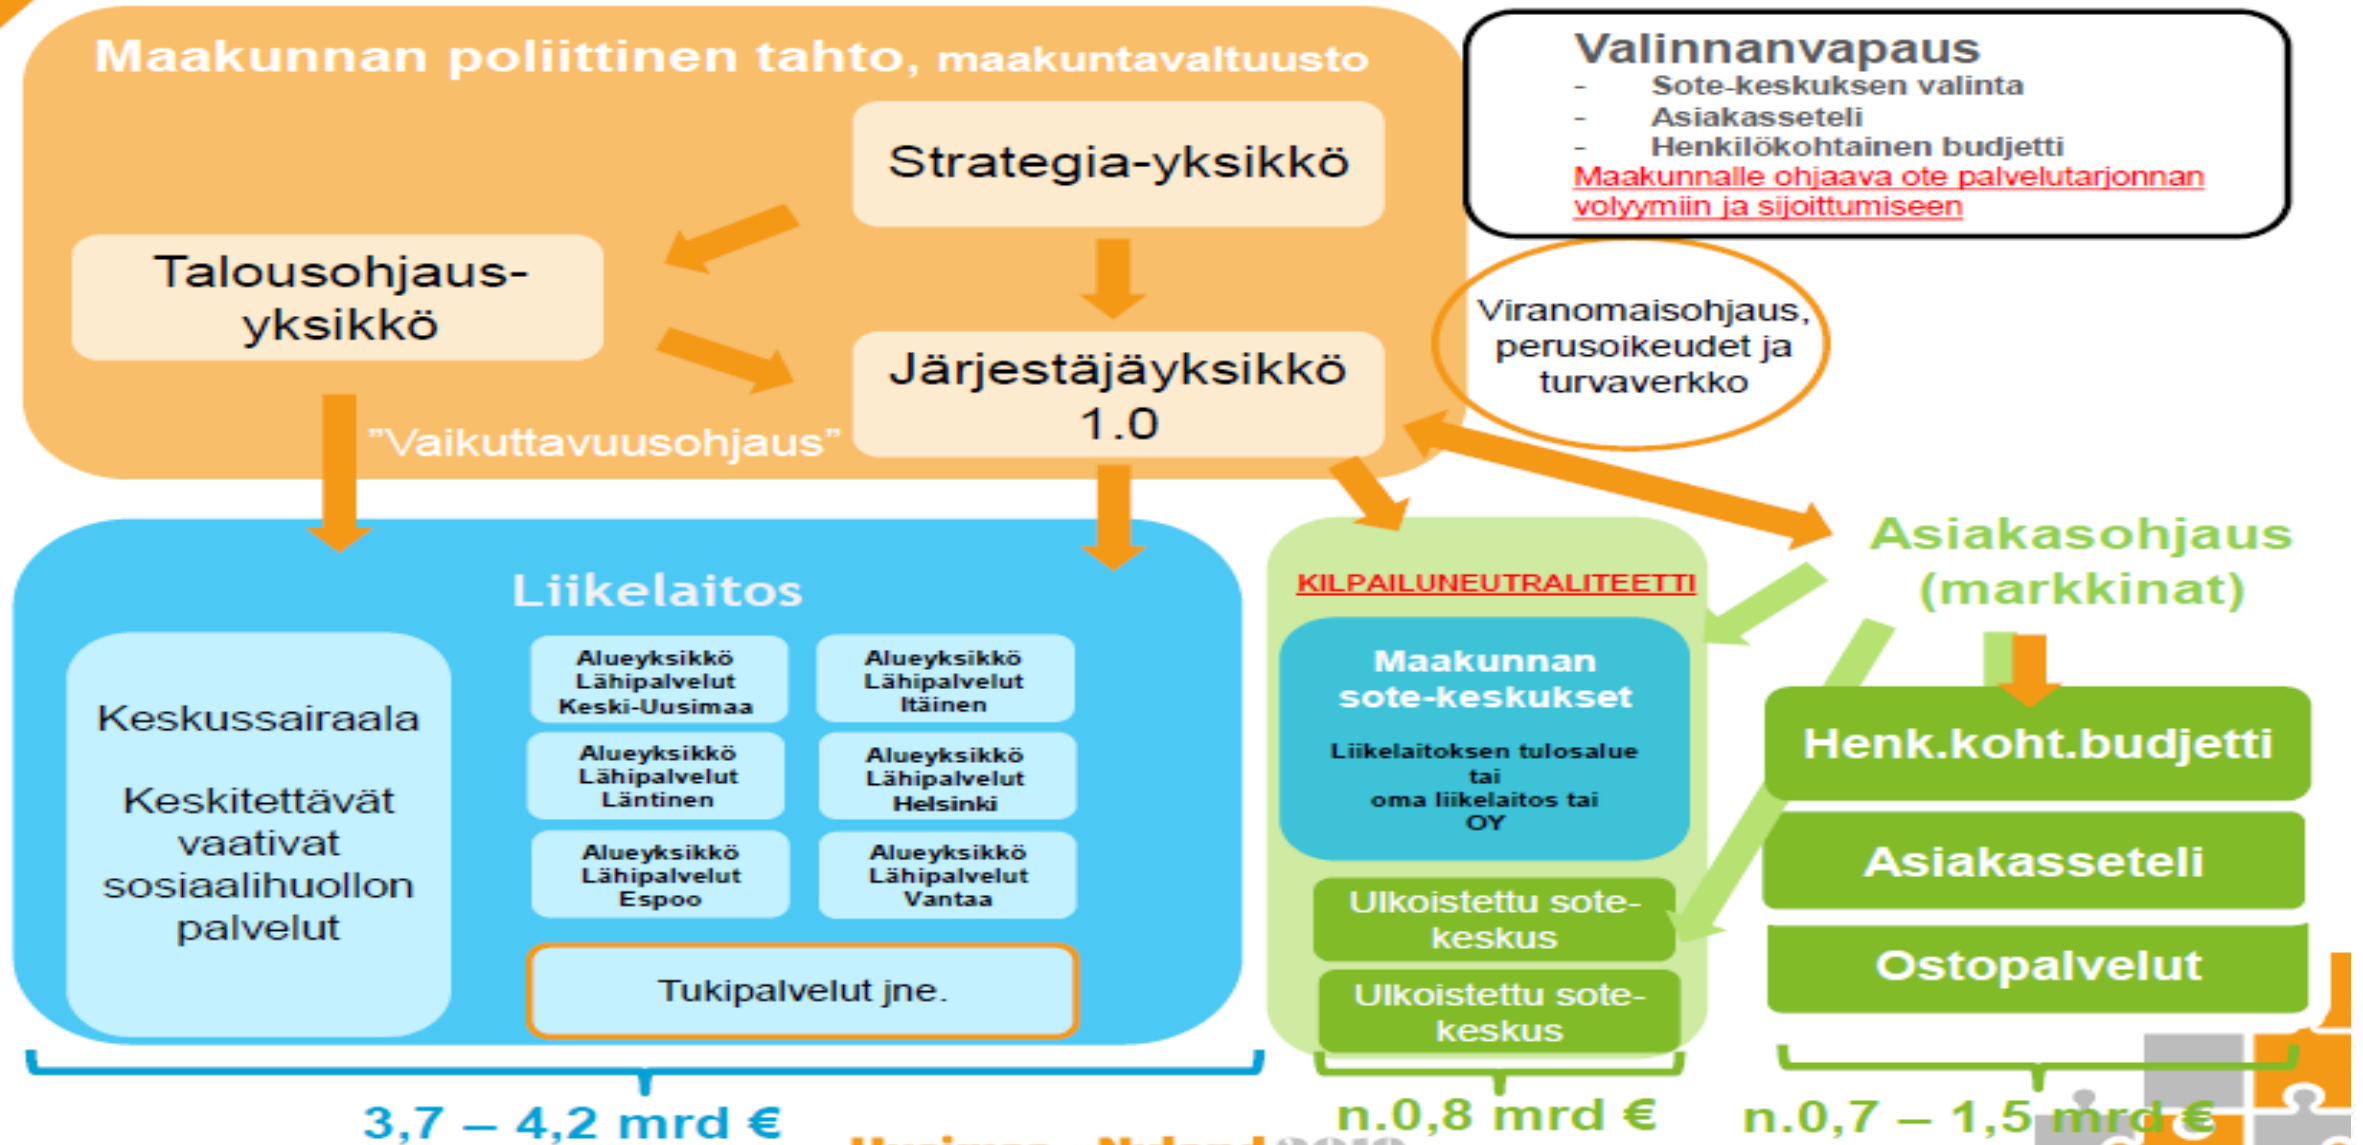 Maakunnan poliittinen tahto, maakuntavaltuusto
Strategia-yksikkö
Talousohjaus-
yksikkö
Järjestäjäyksikkö
1.0
"Vaikuttavuusohjaus"
Valinnanvapaus
- Sote-keskuksen valinta
- Asiakasseteli
- Henkilökohtainen budjetti
Maakunnalle ohjaava ote palvelutarjonnan
volyymiin ja sijoittumiseen
Viranomaisohjaus,
perusoikeudet ja
turvaverkko
Liikelaitos
Keskussairaala
Keskitettävät
vaativat
sosiaalihuollon
palvelut
Alueyksikkö
Lähipalvelut
Keski-Uusimaa
Alueyksikkö
Lähipalvelut
Itäinen
Alueyksikkö
Lähipalvelut
Läntinen
Alueyksikkö
Lähipalvelut
Helsinki
Alueyksikkö
Lähipalvelut
Espoo
Alueyksikkö
Lähipalvelut
Vantaa
Tukipalvelut jne.
KILPAILUNEUTRALITEETTI
Maakunnan
sote-keskukset
Liikelaitoksen tulosalue
tai
oma liikelaitos tai
OY
Ulkoistettu sote-
keskus
Ulkoistettu sote-
keskus
Asiakasohjaus
(markkinat)
Henk.koht.budjetti
Asiakasseteli
Ostopalvelut
3,7 – 4,2 mrd €
n.0,8 mrd €
n.0,7 – 1,5 mrd €